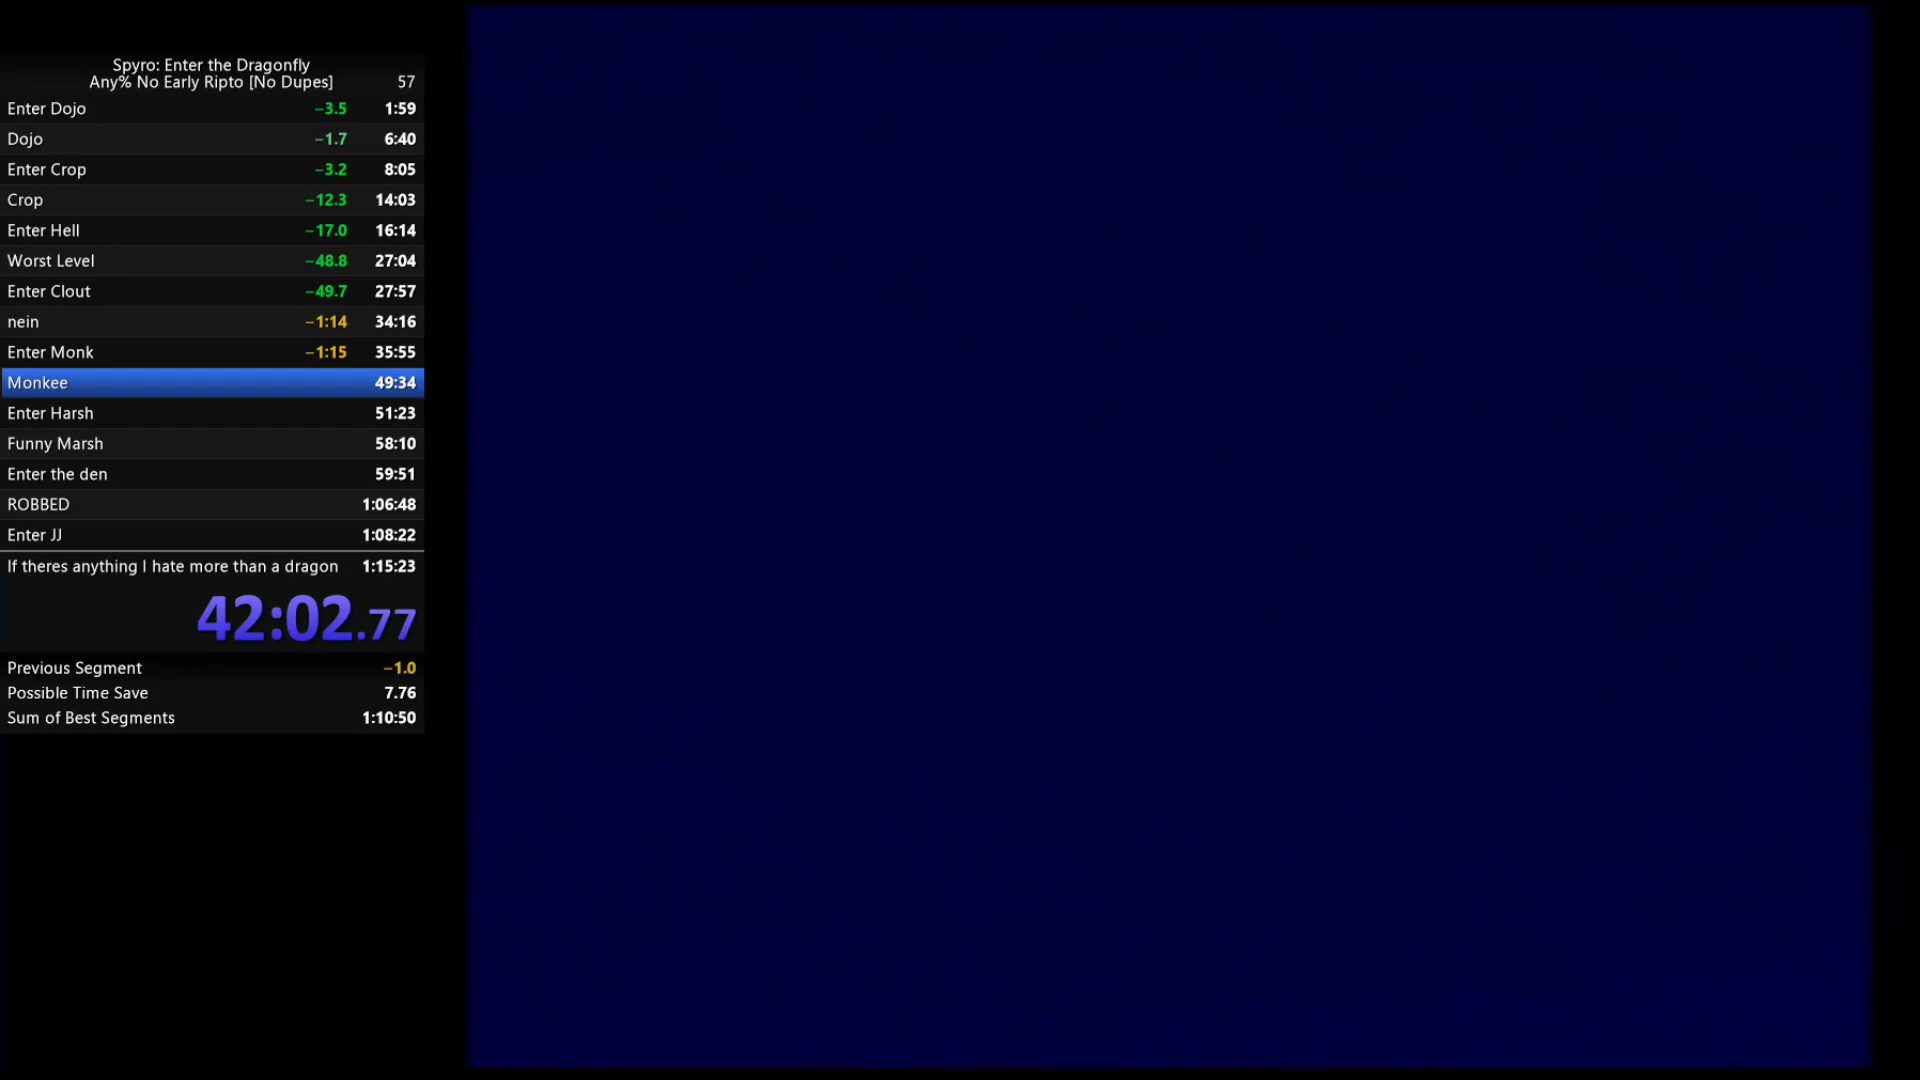 Spyro: Enter the Dragonfly
Any% No Early Ripto [No Dupes] 57
Enter Dojo −3.5 1:59
Dojo −1.7 6:40
Enter Crop −3.2 8:05
Crop −12.3 14:03
Enter Hell −17.0 16:14
Worst Level −48.8 27:04
Enter Clout −49.7 27:57
nein −1:14 34:16
Enter Monk −1:15 35:55
Monkee 49:34
Enter Harsh 51:23
Funny Marsh 58:10
Enter the den 59:51
ROBBED 1:06:48
Enter JJ 1:08:22
If theres anything I hate more than a dragon 1:15:23
42:02.77
Previous Segment −1.0
Possible Time Save 7.76
Sum of Best Segments 1:10:50